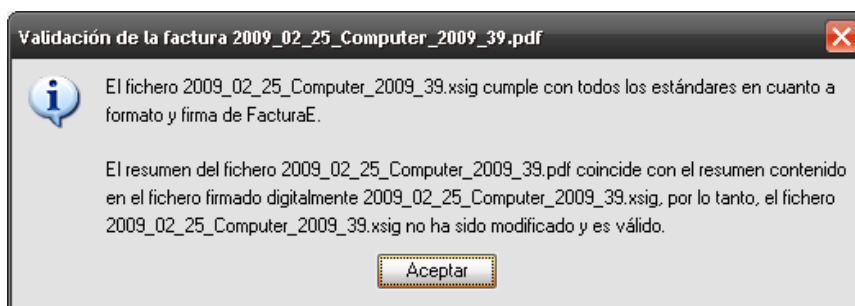 Validación de la factura 2009_02_25_Computer_2009_39.pdf
El fichero 2009_02_25_Computer_2009_39.xsig cumple con todos los estándares en cuanto a
formato y firma de FacturaE.
El resumen del fichero 2009_02_25_Computer_2009_39.pdf coincide con el resumen contenido
en el fichero firmado digitalmente 2009_02_25_Computer_2009_39.xsig, por lo tanto, el fichero
2009_02_25_Computer_2009_39.xsig no ha sido modificado y es válido.
Aceptar